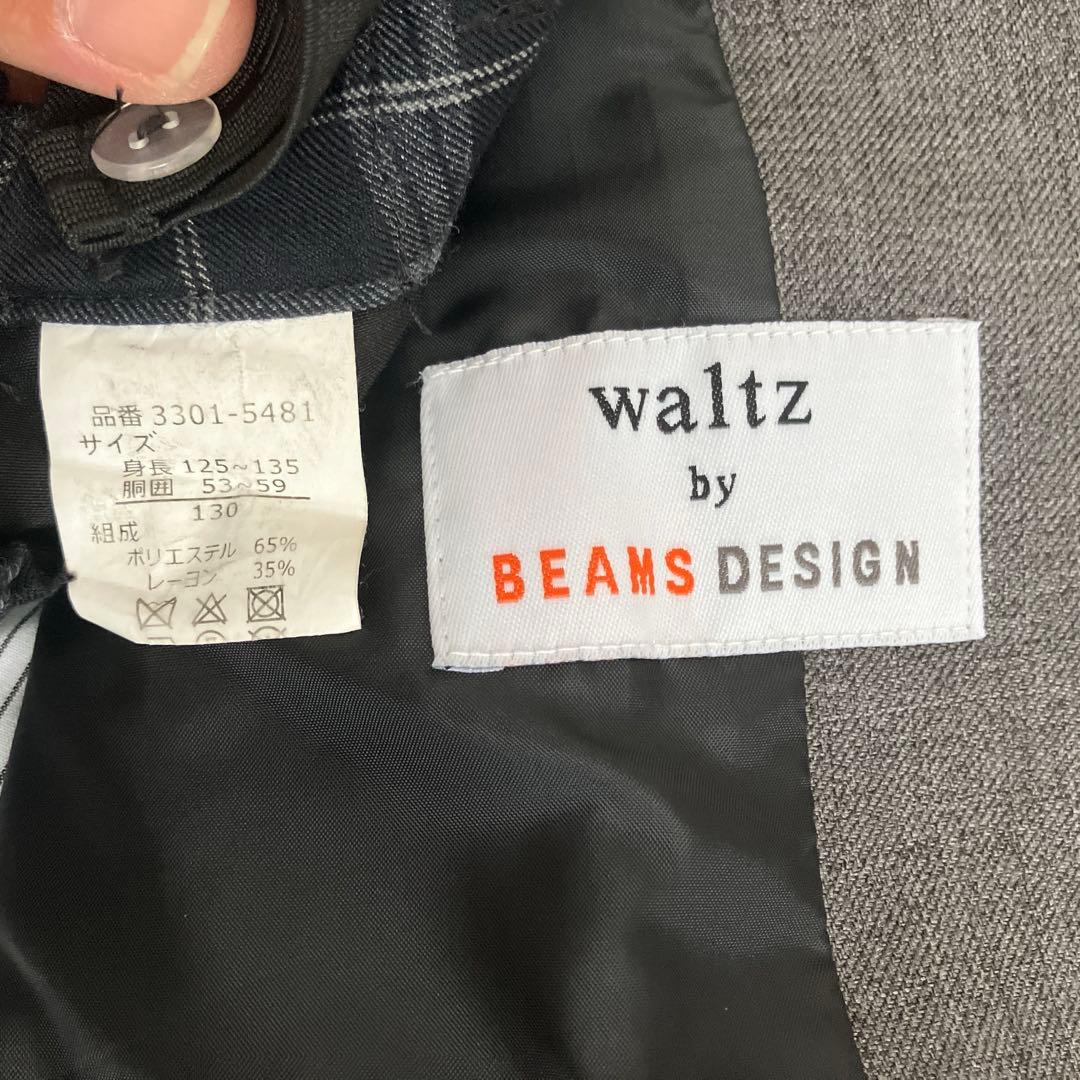 品番 3301-5481
サイズ
身長 125~135
胴囲 53~59
130
組成
ポリエステル 65%
レーヨン 35%
waltz
by
BEAMS DESIGN